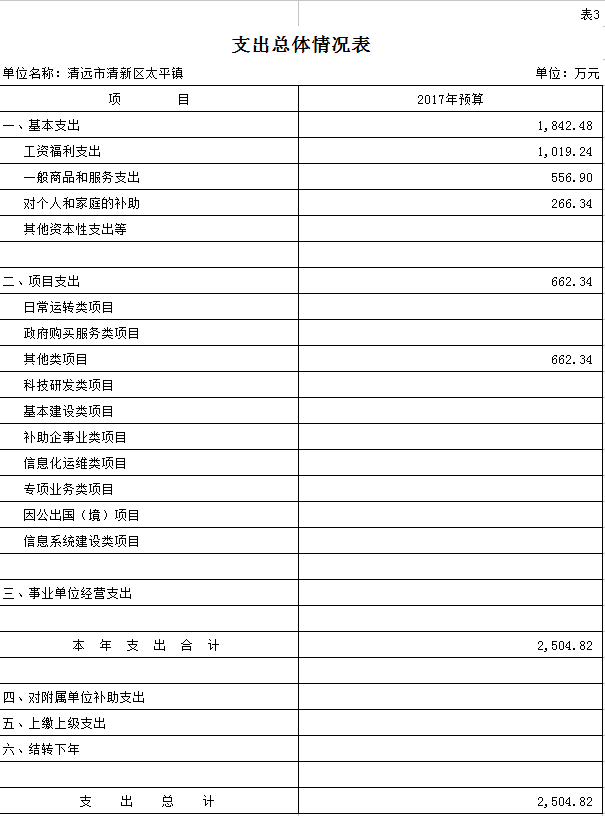 表3
支出总体情况表
单位名称：清远市清新区太平镇 单位：万元
项 目 2017年预算
一、基本支出 1,842.48
工资福利支出 1,019.24
一般商品和服务支出 556.90
对个人和家庭的补助 266.34
其他资本性支出等
二、项目支出 662.34
日常运转类项目
政府购买服务类项目
其他类项目 662.34
科技研发类项目
基本建设类项目
补助企事业类项目
信息化运维类项目
专项业务类项目
因公出国（境）项目
信息系统建设类项目
三、事业单位经营支出
本 年 支 出 合 计 2,504.82
四、对附属单位补助支出
五、上缴上级支出
六、结转下年
支 出 总 计 2,504.82